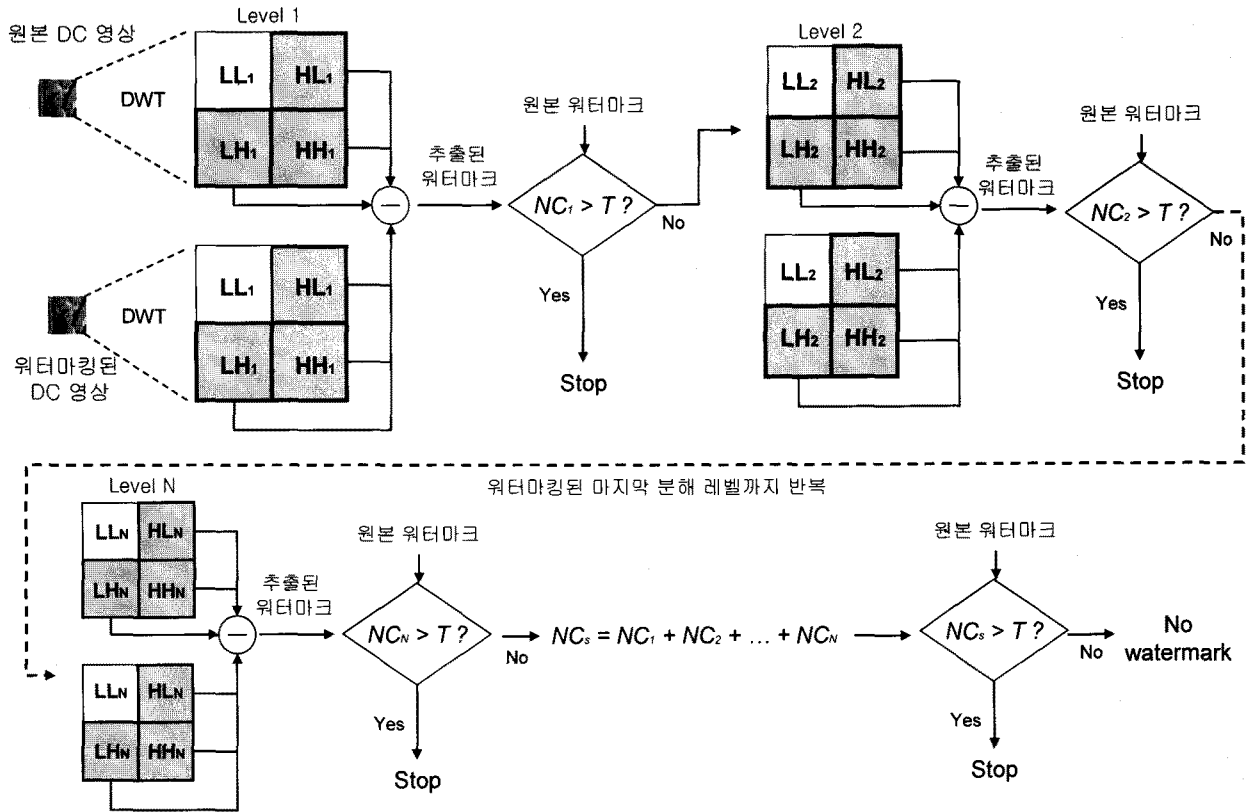 Level 1
원본 DC 영상
DWT
LL₁
HL₁
LH₁
HH₁
추출된
워터마크
원본 워터마크
NC₁ > T ?
No
Yes
Stop
LL₁
HL₁
DWT
LH₁
HH₁
워터마킹된
DC 영상
Level 2
LL₂
HL₂
LH₂
HH₂
추출된
워터마크
원본 워터마크
NC₂ > T ?
No
Yes
Stop
LL₂
HL₂
LH₂
HH₂
워터마킹된 마지막 분해 레벨까지 반복
Level N
LLN
HLN
LHN
HHN
추출된
워터마크
원본 워터마크
NCN > T ?
No
Yes
Stop
LLN
HLN
LHN
HHN
NCs = NC₁ + NC₂ + ... + NCN
원본 워터마크
NCs > T ?
No
No
watermark
Yes
Stop